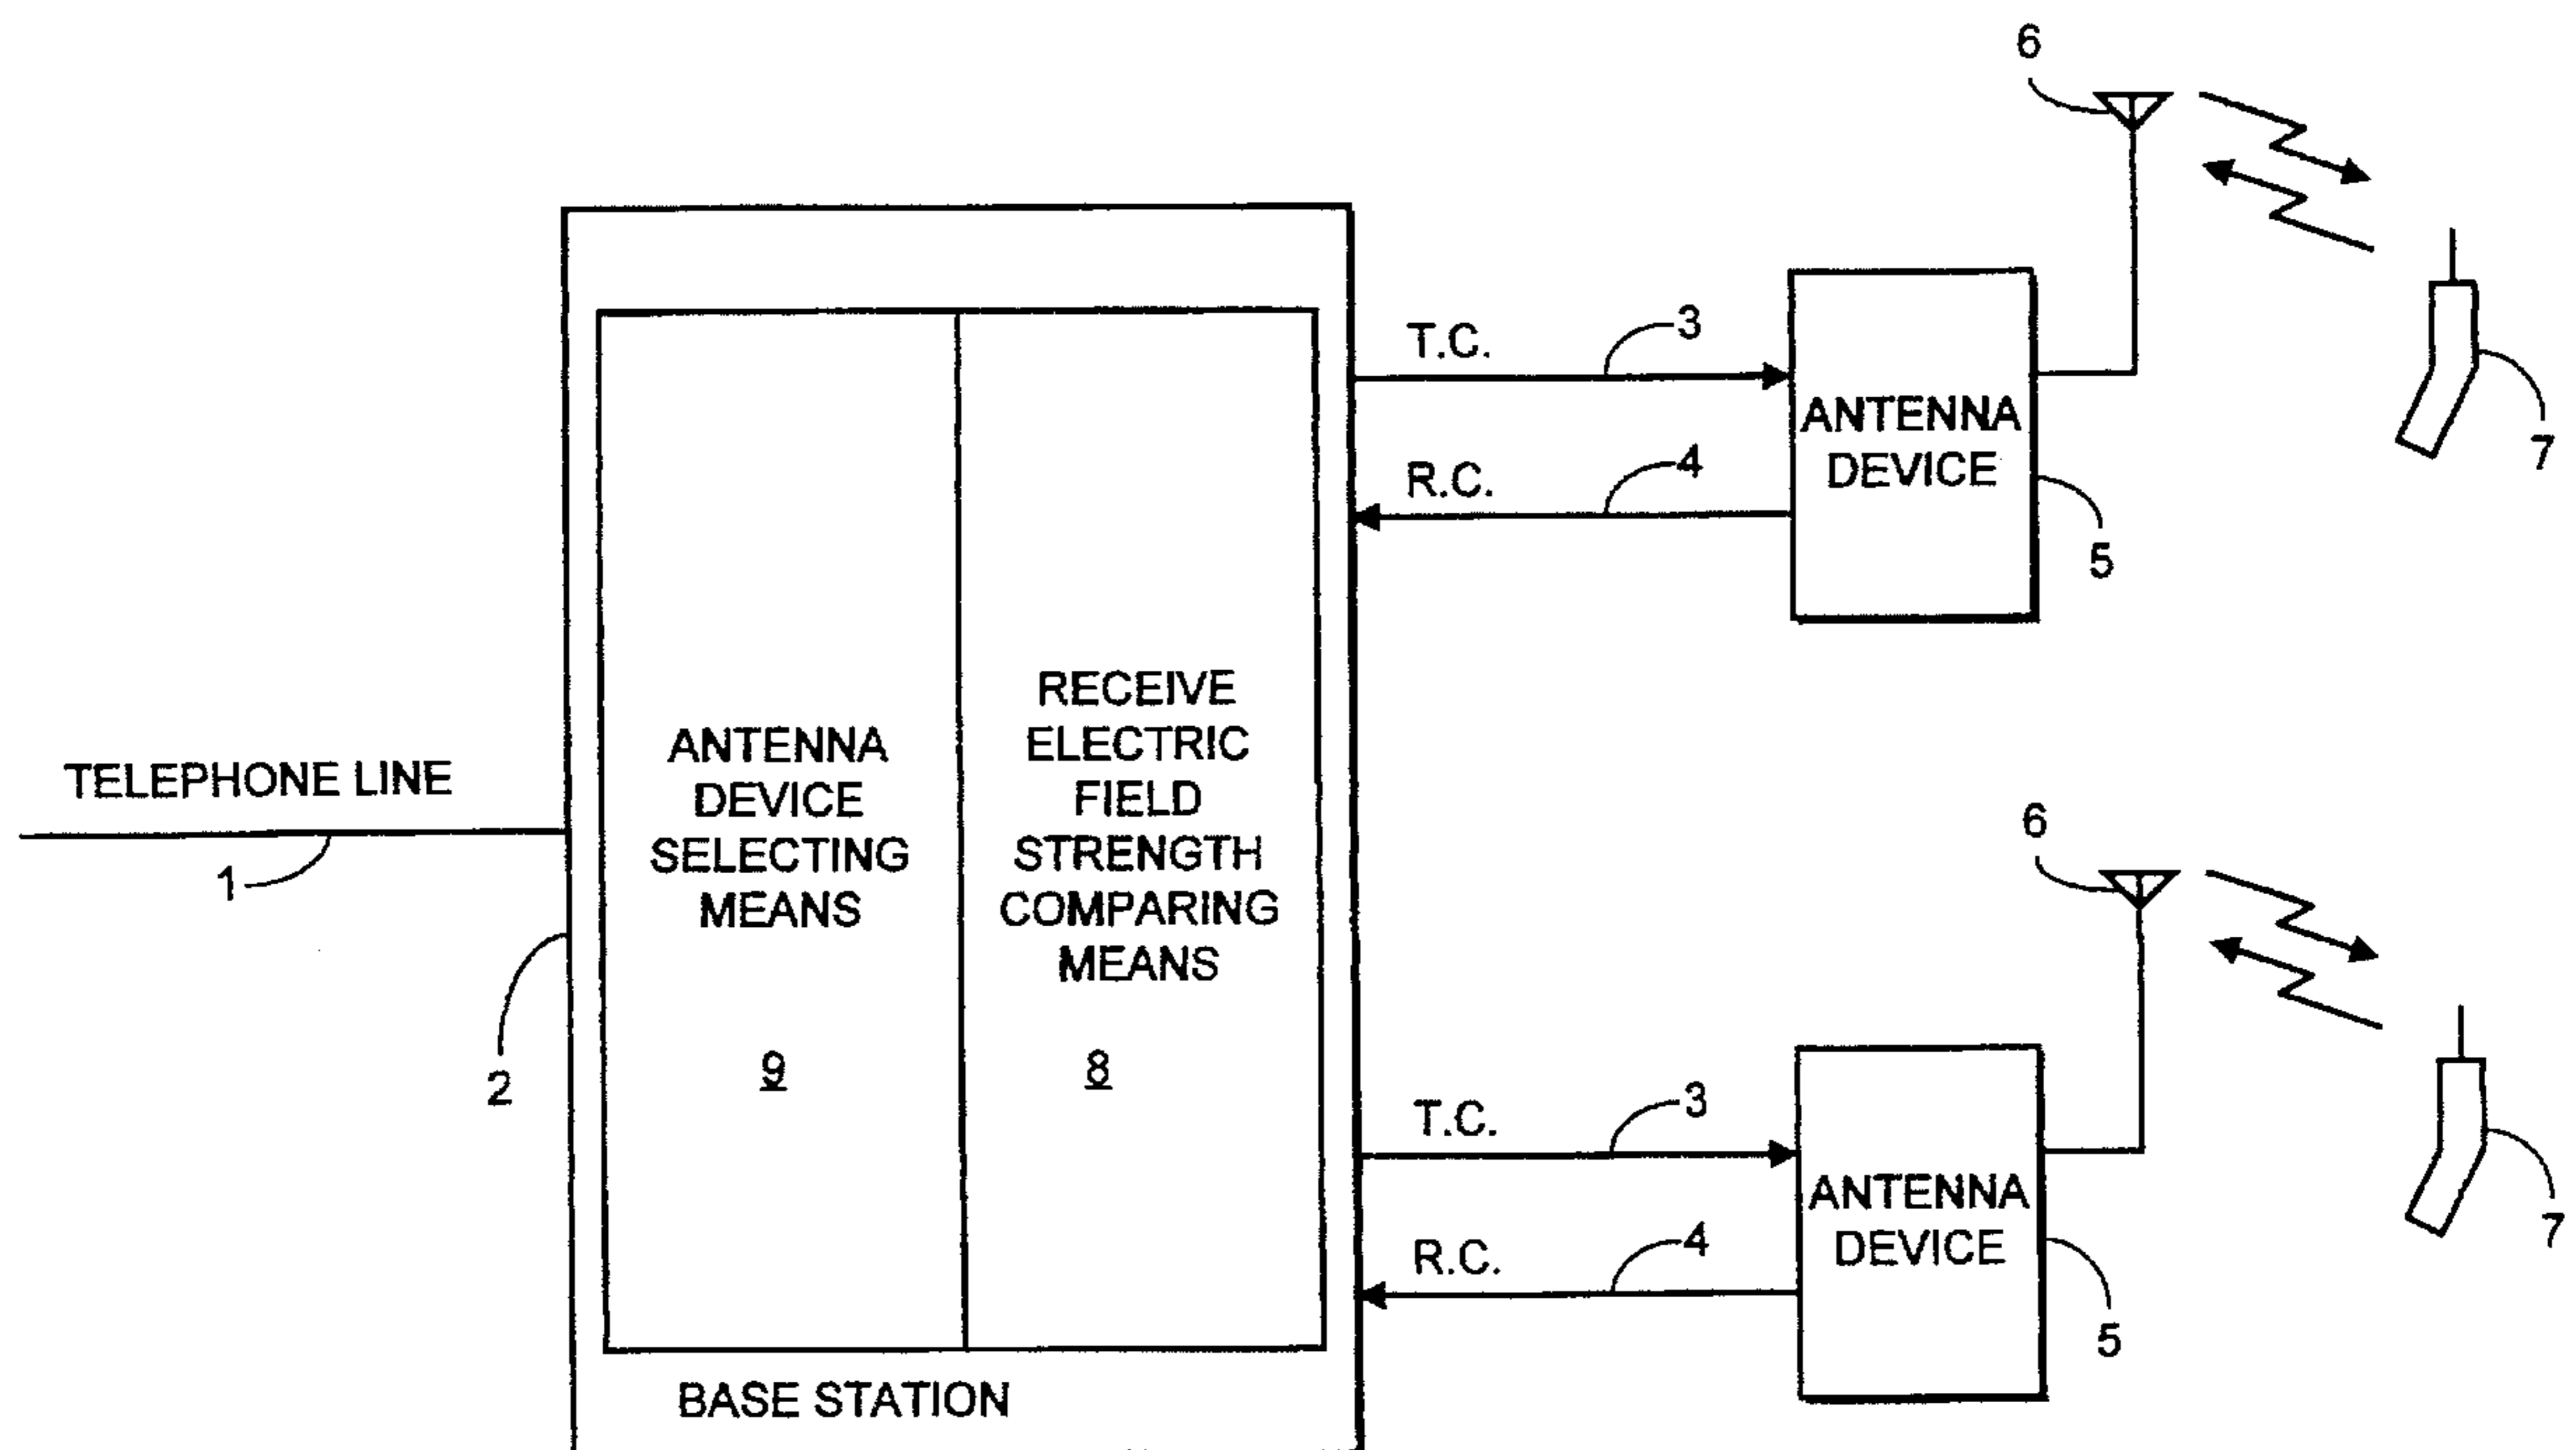 6
T.C.
3
ANTENNA
DEVICE
7
R.C.
4
5
TELEPHONE LINE
1
2
ANTENNA
DEVICE
SELECTING
MEANS
9
RECEIVE
ELECTRIC
FIELD
STRENGTH
COMPARING
MEANS
8
BASE STATION
6
T.C.
3
ANTENNA
DEVICE
7
R.C.
4
5